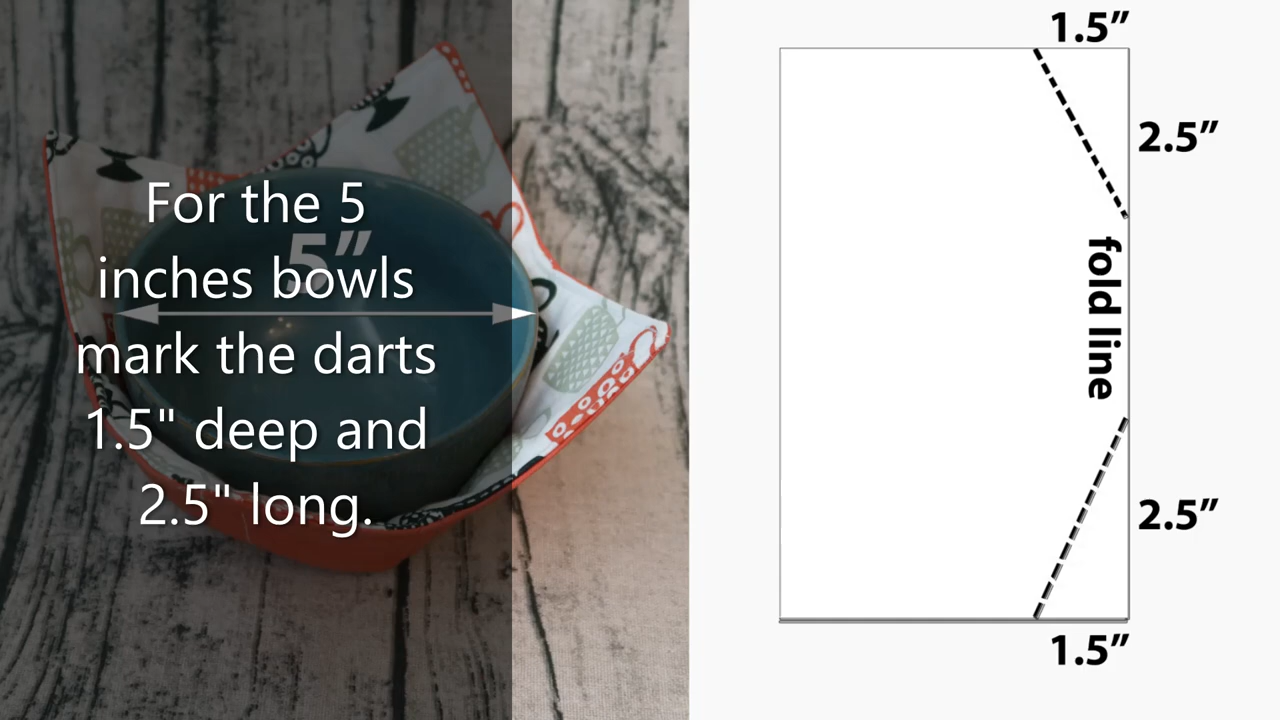 For the 5
inches bowls
mark the darts
1.5" deep and
2.5" long.
5”
1.5”
2.5”
fold line
2.5”
1.5”